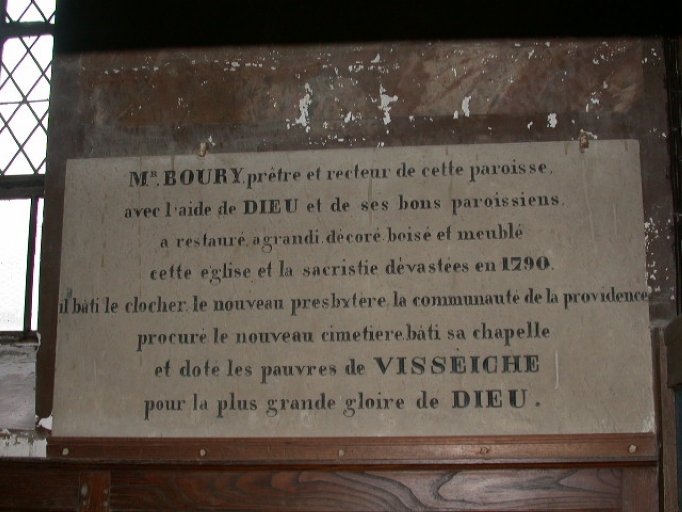 MR. BOURY, prêtre et recteur de cette paroisse,
avec l'aide de DIEU et de ses bons paroissiens,
a restauré, agrandi, décoré, boisé et meublé
cette église et la sacristie dévastées en 1790.
il bâti le clocher, le nouveau presbytère, la communauté de la providence
procuré le nouveau cimetiere, bâti sa chapelle
et doté les pauvres de VISSÈICHE
pour la plus grande gloire de DIEU.